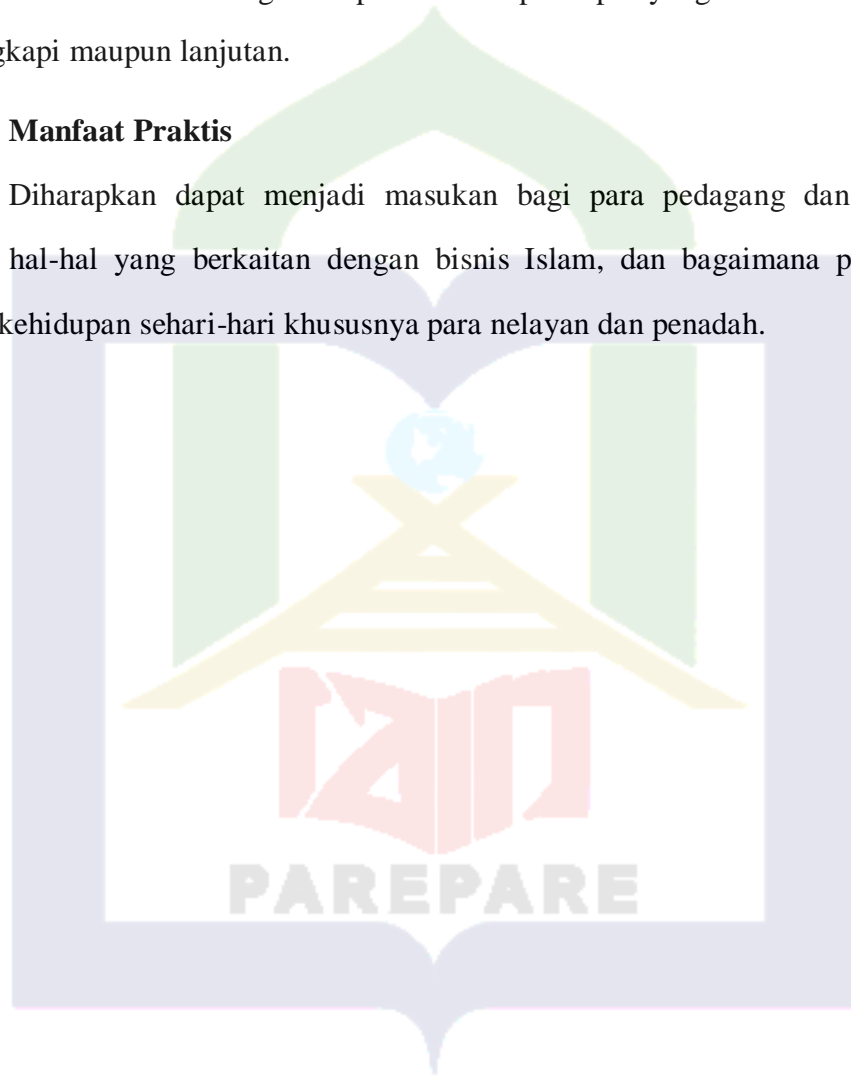 maupun lanjutan.
Manfaat Praktis
Diharapkan dapat menjadi masukan bagi para pedagang dan
hal-hal yang berkaitan dengan bisnis Islam, dan bagaimana
kehidupan sehari-hari khususnya para nelayan dan penadah.
iain
PAREPARE